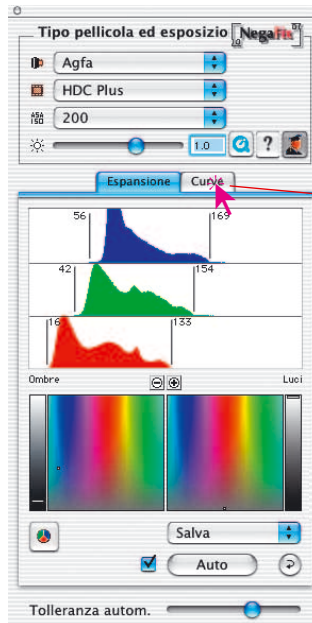 Tipo pellicola ed esposizio
NegaFix
Agfa
HDC Plus
ASA
ISO
200
1.0
?
Espansione
Curve
56
169
42
154
16
133
Ombre
Luci
Salva
Auto
Tolleranza autom.